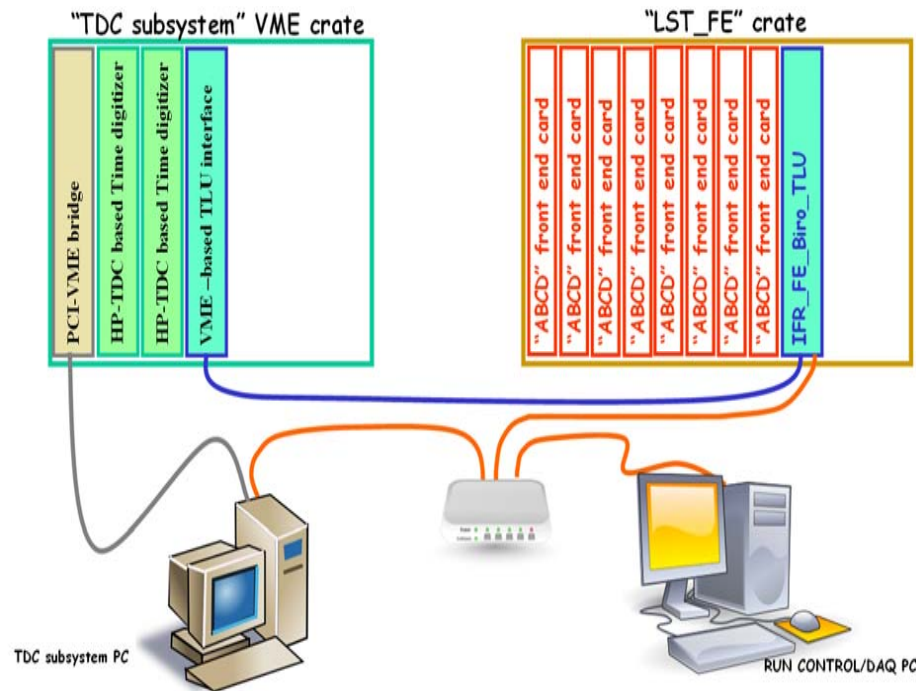 “TDC subsystem” VME crate
“LST_FE” crate
PCI-VME bridge
HP-TDC based Time digitizer
HP-TDC based Time digitizer
VME –based TLU interface
“ABCD” front end card
“ABCD” front end card
“ABCD” front end card
“ABCD” front end card
“ABCD” front end card
“ABCD” front end card
“ABCD” front end card
“ABCD” front end card
IFR_FE_Biro_TLU
TDC subsystem PC
RUN CONTROL/DAQ PC